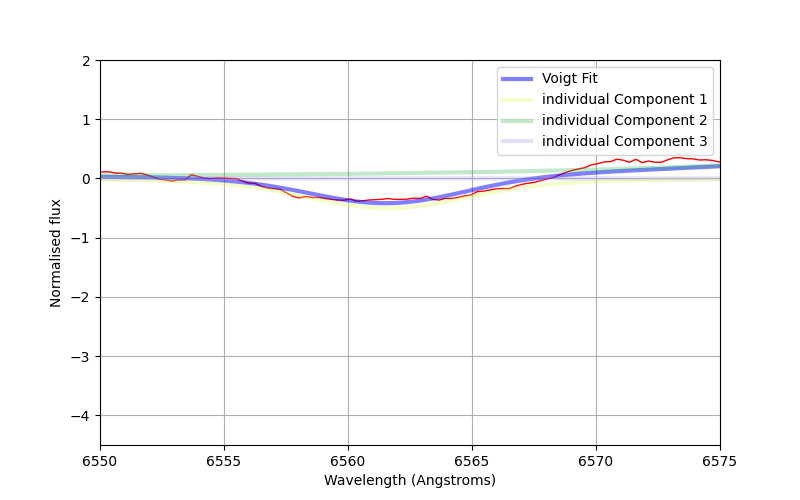 2
1
0
−1
−2
−3
−4
Normalised flux
6550
6555
6560
6565
6570
6575
Wavelength (Angstroms)
Voigt Fit
individual Component 1
individual Component 2
individual Component 3